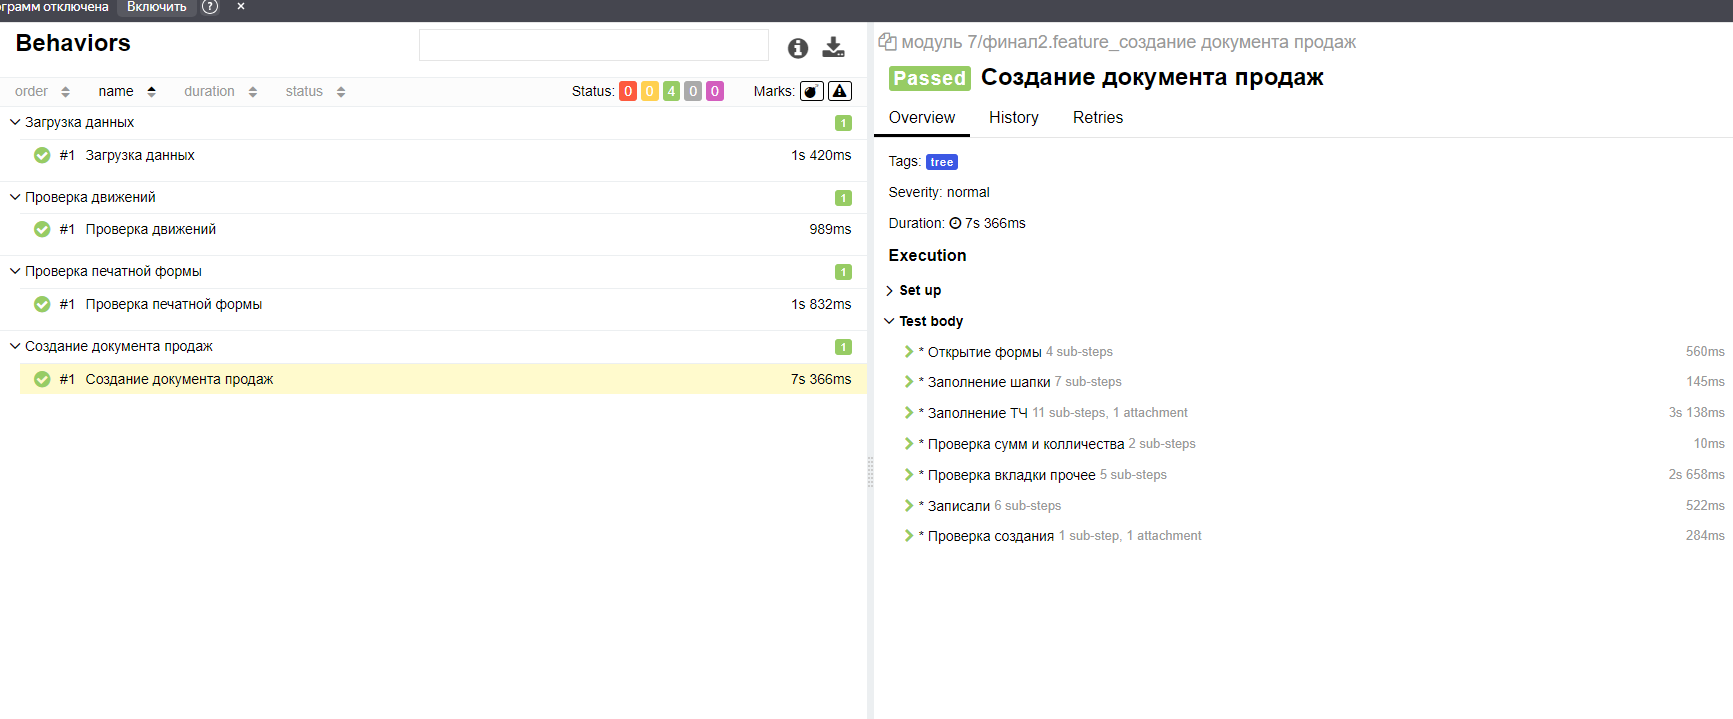 ограмм отключена Включить ? ×
Behaviors
order name duration status Status: 0 0 4 0 0 Marks:
Загрузка данных 1
#1 Загрузка данных 1s 420ms
Проверка движений 1
#1 Проверка движений 989ms
Проверка печатной формы 1
#1 Проверка печатной формы 1s 832ms
Создание документа продаж 1
#1 Создание документа продаж 7s 366ms
модуль 7/финал2.feature_создание документа продаж
Passed Создание документа продаж
Overview History Retries
Tags: tree
Severity: normal
Duration: 7s 366ms
Execution
Set up
Test body
* Открытие формы 4 sub-steps 560ms
* Заполнение шапки 7 sub-steps 145ms
* Заполнение ТЧ 11 sub-steps, 1 attachment 3s 138ms
* Проверка сумм и колличества 2 sub-steps 10ms
* Проверка вкладки прочее 5 sub-steps 2s 658ms
* Записали 6 sub-steps 522ms
* Проверка создания 1 sub-step, 1 attachment 284ms